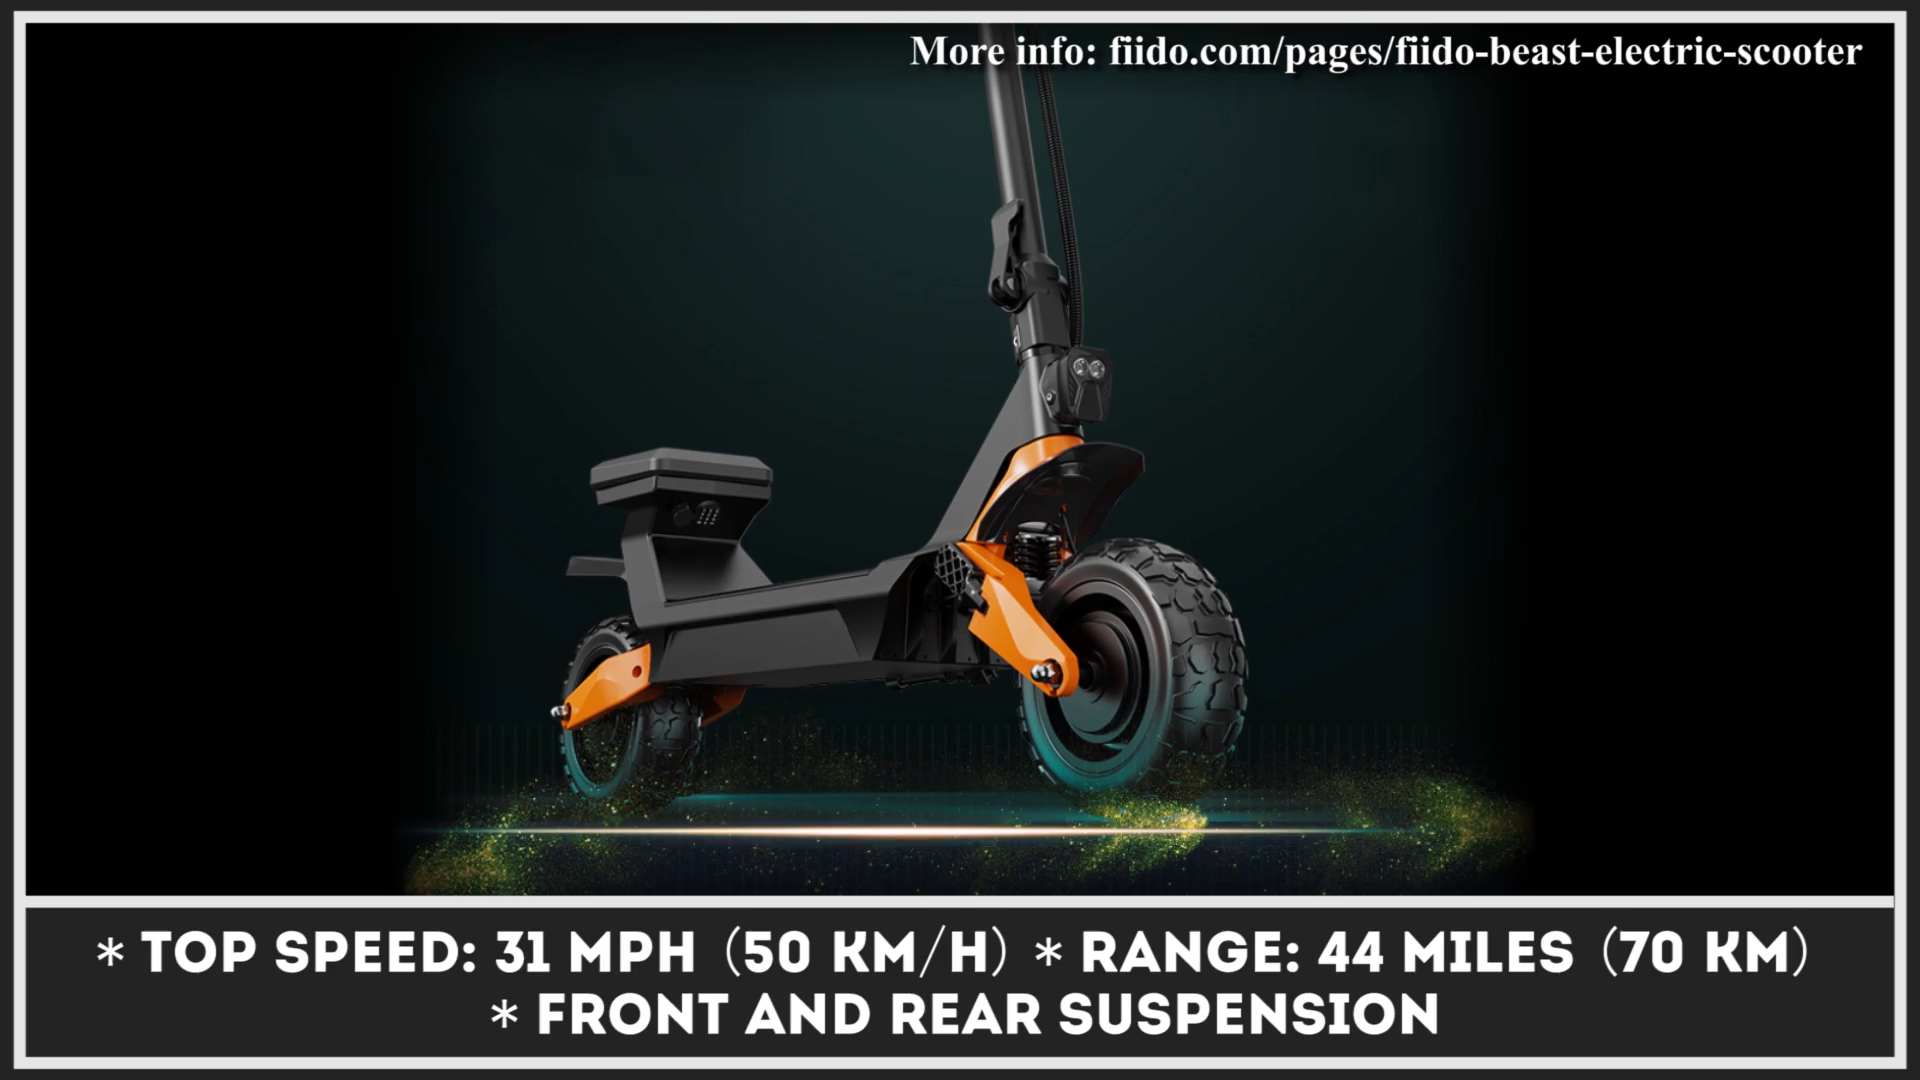 More info: fiido.com/pages/fiido-beast-electric-scooter
* TOP SPEED: 31 MPH (50 KM/H) * RANGE: 44 MILES (70 KM)
* FRONT AND REAR SUSPENSION